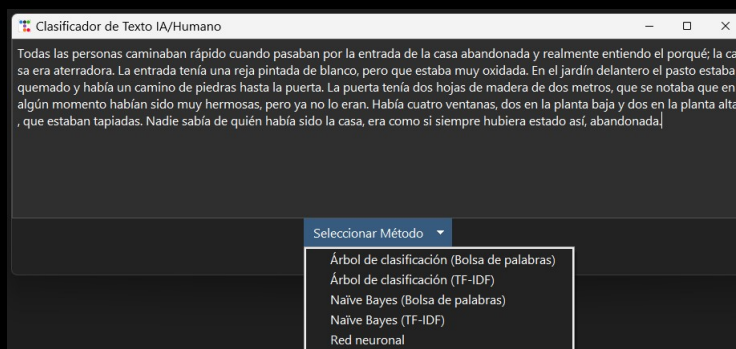 Clasificador de Texto IA/Humano
Todas las personas caminaban rápido cuando pasaban por la entrada de la casa abandonada y realmente entiendo el porqué; la ca
sa era aterradora. La entrada tenía una reja pintada de blanco, pero que estaba muy oxidada. En el jardín delantero el pasto estaba
quemado y había un camino de piedras hasta la puerta. La puerta tenía dos hojas de madera de dos metros, que se notaba que en
algún momento habían sido muy hermosas, pero ya no lo eran. Había cuatro ventanas, dos en la planta baja y dos en la planta alta
, que estaban tapiadas. Nadie sabía de quién había sido la casa, era como si siempre hubiera estado así, abandonada.
Seleccionar Método
Árbol de clasificación (Bolsa de palabras)
Árbol de clasificación (TF-IDF)
Naïve Bayes (Bolsa de palabras)
Naïve Bayes (TF-IDF)
Red neuronal